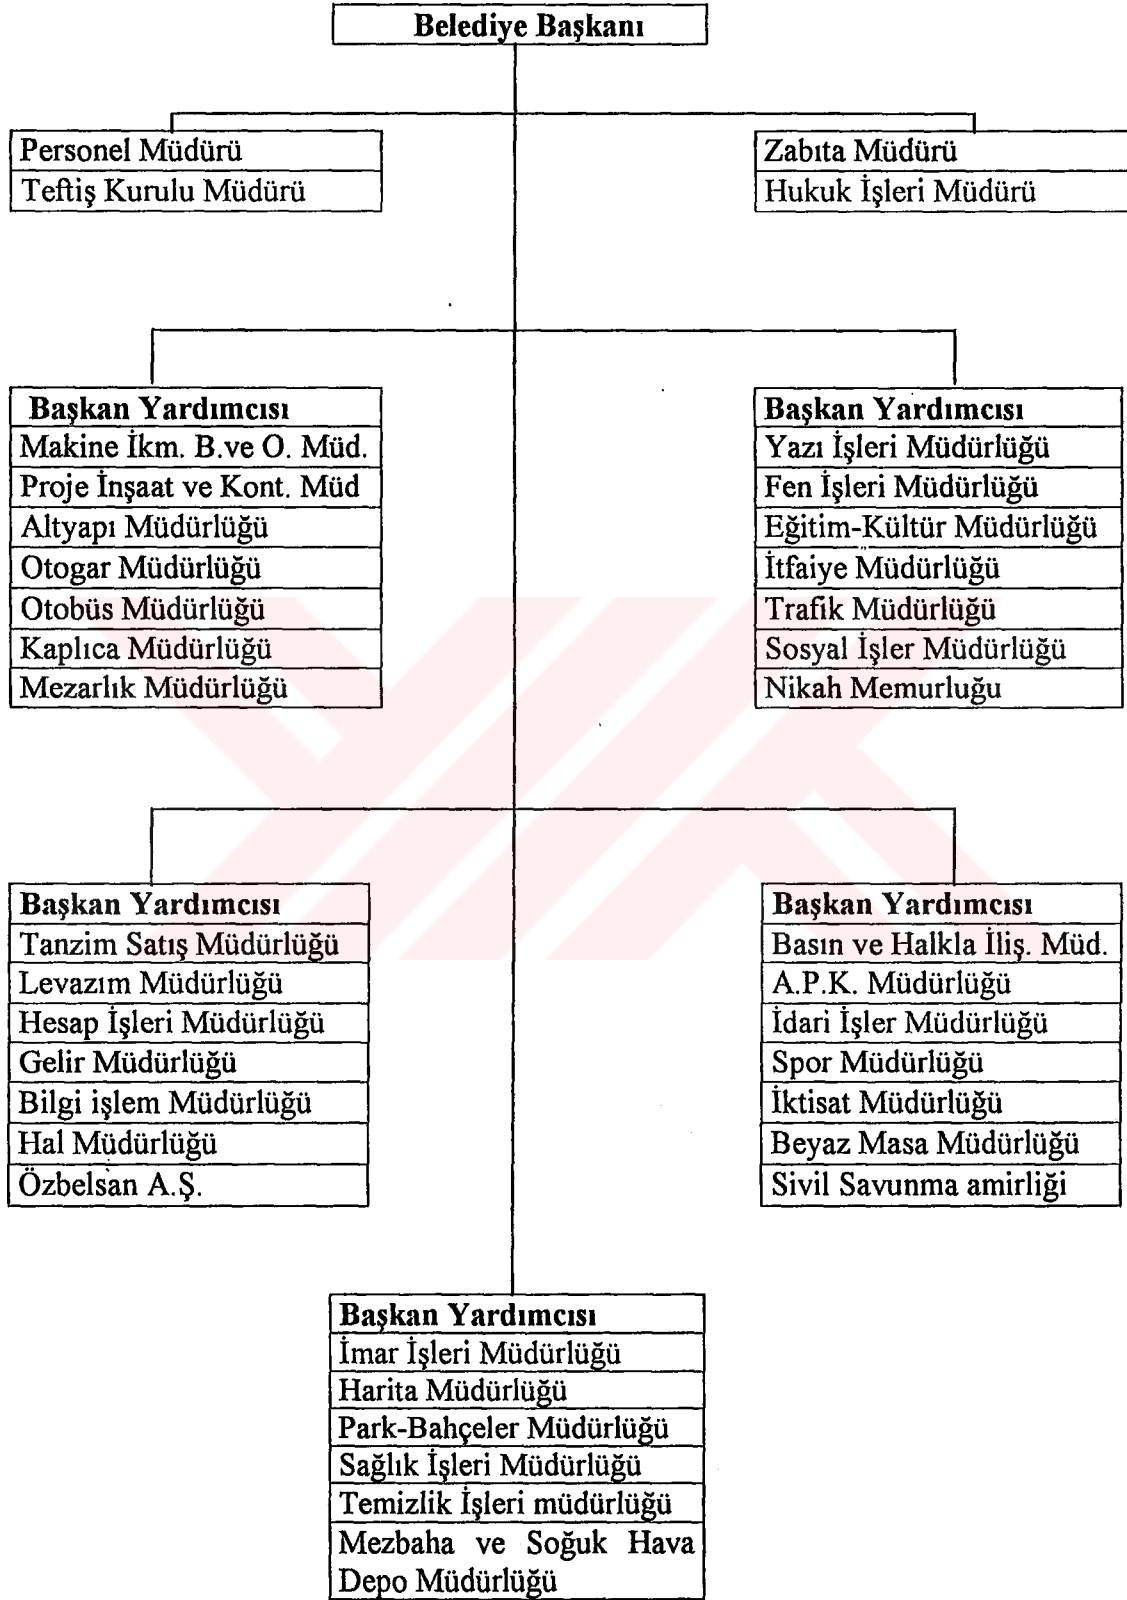 Belediye Başkanı
Personel Müdürü
Teftiş Kurulu Müdürü
Zabıta Müdürü
Hukuk İşleri Müdürü
Başkan Yardımcısı
Makine İkm. B.ve O. Müd.
Proje İnşaat ve Kont. Müd
Altyapı Müdürlüğü
Otogar Müdürlüğü
Otobüs Müdürlüğü
Kaplıca Müdürlüğü
Mezarlık Müdürlüğü
Başkan Yardımcısı
Yazı İşleri Müdürlüğü
Fen İşleri Müdürlüğü
Eğitim-Kültür Müdürlüğü
İtfaiye Müdürlüğü
Trafik Müdürlüğü
Sosyal İşler Müdürlüğü
Nikah Memurluğu
Başkan Yardımcısı
Tanzim Satış Müdürlüğü
Levazım Müdürlüğü
Hesap İşleri Müdürlüğü
Gelir Müdürlüğü
Bilgi işlem Müdürlüğü
Hal Müdürlüğü
Özbelsan A.Ş.
Başkan Yardımcısı
Basın ve Halkla İliş. Müd.
A.P.K. Müdürlüğü
İdari İşler Müdürlüğü
Spor Müdürlüğü
İktisat Müdürlüğü
Beyaz Masa Müdürlüğü
Sivil Savunma amirliği
Başkan Yardımcısı
İmar İşleri Müdürlüğü
Harita Müdürlüğü
Park-Bahçeler Müdürlüğü
Sağlık İşleri Müdürlüğü
Temizlik İşleri müdürlüğü
Mezbaha ve Soğuk Hava
Depo Müdürlüğü